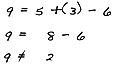 9 = 5 + (3) - 6
9 = 8 - 6
9 ≠ 2